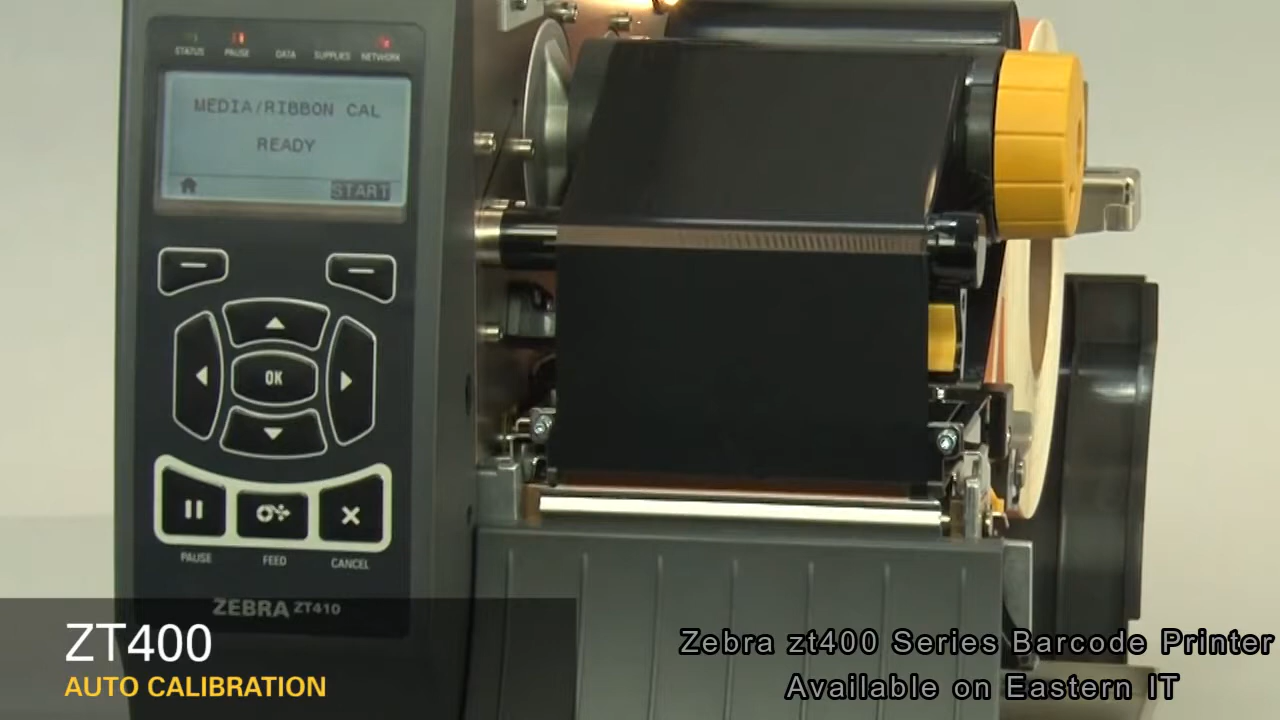 STATUS PAUSE DATA SUPPLIES NETWORK
MEDIA/RIBBON CAL
READY
START
OK
PAUSE FEED CANCEL
ZEBRA ZT410
ZT400
AUTO CALIBRATION
Zebra zt400 Series Barcode Printer
Available on Eastern IT